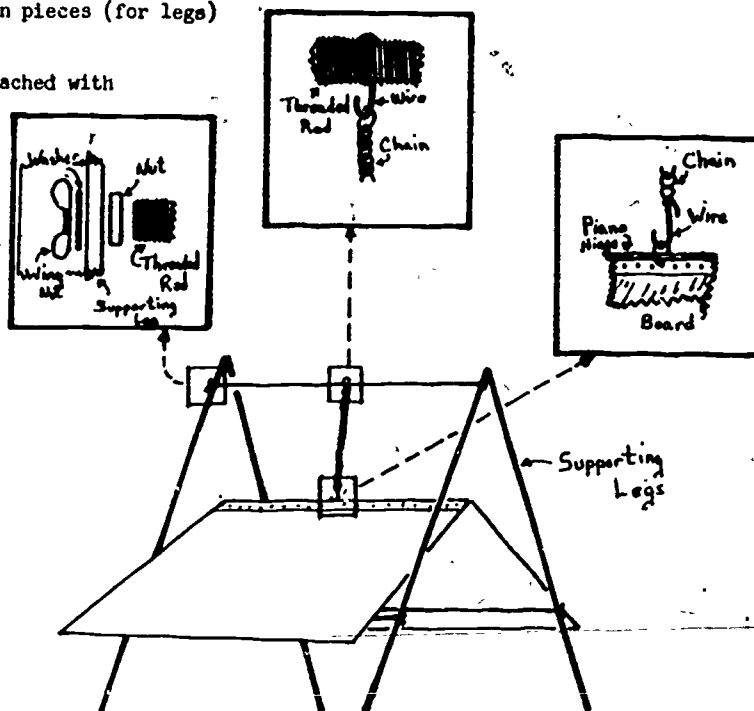 n pieces (for legs)
ached with
Threaded
Rod
Wire
Chain
Washer
Nut
Wing
Nut
Threaded
Rod
Supporting
Leg
Chain
Wire
Piano
Hinge
Board
Supporting
Legs